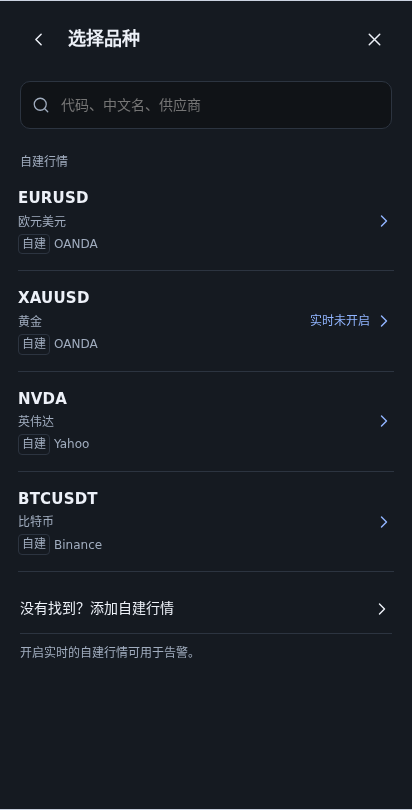 选择品种
代码、中文名、供应商
自建行情
EURUSD
欧元美元
自建 OANDA
XAUUSD
黄金
实时未开启
自建 OANDA
NVDA
英伟达
自建 Yahoo
BTCUSDT
比特币
自建 Binance
没有找到？添加自建行情
开启实时的自建行情可用于告警。